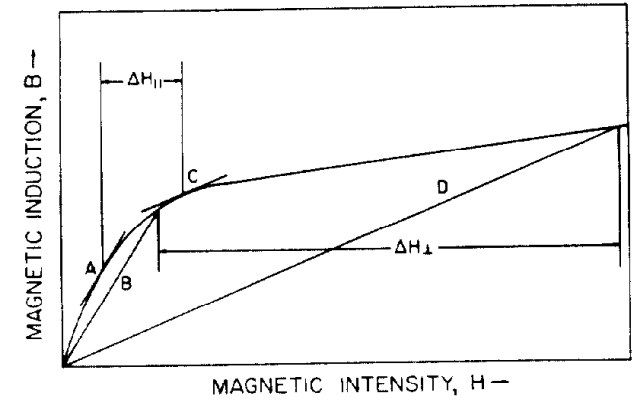 MAGNETIC INDUCTION, B→
ΔH||
C
A
B
D
ΔH⊥
MAGNETIC INTENSITY, H—